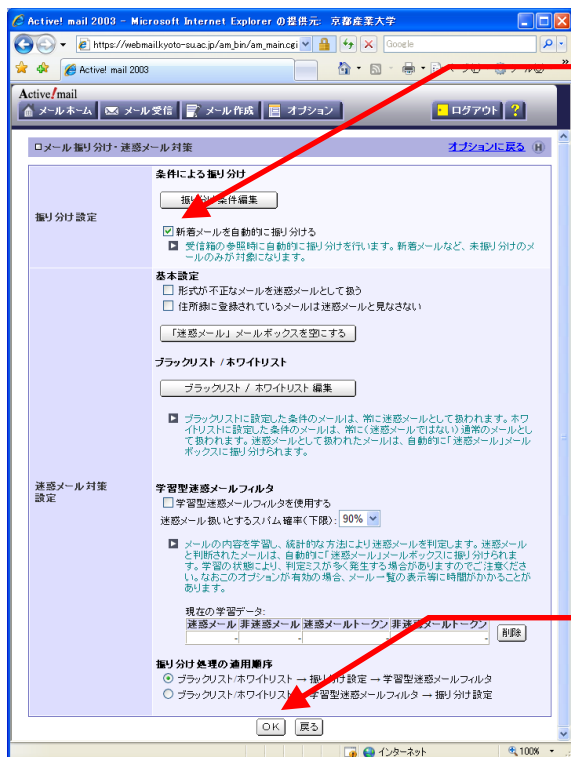 Active! mail 2003 - Microsoft Internet Explorer の提供元: 京都産業大学
https://webmail.kyoto-su.ac.jp/am_bin/am_main.cgi
Google
Active! mail 2003
Active!mail
メールホーム メール受信 メール作成 オプション ログアウト ?
□メール振り分け・迷惑メール対策 オプションに戻る H
条件による振り分け
振り分け条件編集
振り分け設定
新着メールを自動的に振り分ける
受信箱の参照時に自動的に振り分けを行います。新着メールなど、未振り分けのメ
ールのみが対象になります。
基本設定
形式が不正なメールを迷惑メールとして扱う
住所録に登録されているメールは迷惑メールと見なさない
「迷惑メール」メールボックスを空にする
ブラックリスト / ホワイトリスト
ブラックリスト / ホワイトリスト 編集
ブラックリストに設定した条件のメールは、常に迷惑メールとして扱われます。ホワ
イトリストに設定した条件のメールは、常に(迷惑メールではない)通常のメールとし
て扱われます。迷惑メールとして扱われたメールは、自動的に「迷惑メール」メール
ボックスに振り分けられます。
迷惑メール対策
設定
学習型迷惑メールフィルタ
学習型迷惑メールフィルタを使用する
迷惑メール扱いとするスパム確率(下限): 90%
メールの内容を学習し、統計的な方法により迷惑メールを判定します。迷惑メール
と判断されたメールは、自動的に「迷惑メール」メールボックスに振り分けられま
す。学習の状態により、判定ミスが多く発生する場合がありますのでご注意くださ
い。なおこのオプションが有効の場合、メール一覧の表示等に時間がかかることが
あります。
現在の学習データ:
迷惑メール 非迷惑メール 迷惑メールトークン 非迷惑メールトークン
- - - - 削除
振り分け処理の適用順序
ブラックリスト/ホワイトリスト → 振り分け設定 → 学習型迷惑メールフィルタ
ブラックリスト/ホワイトリスト 学習型迷惑メールフィルタ → 振り分け設定
OK 戻る
インターネット 100%